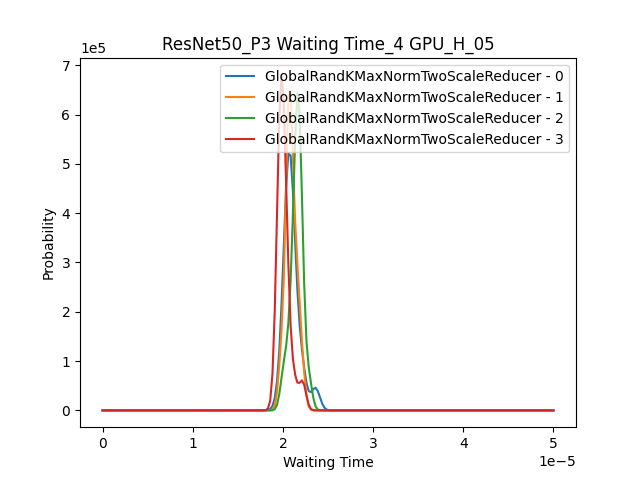 ResNet50_P3 Waiting Time_4 GPU_H_05
1e5
7
6
5
4
3
2
1
0
Probability
GlobalRandKMaxNormTwoScaleReducer - 0
GlobalRandKMaxNormTwoScaleReducer - 1
GlobalRandKMaxNormTwoScaleReducer - 2
GlobalRandKMaxNormTwoScaleReducer - 3
0 1 2 3 4 5
1e−5
Waiting Time